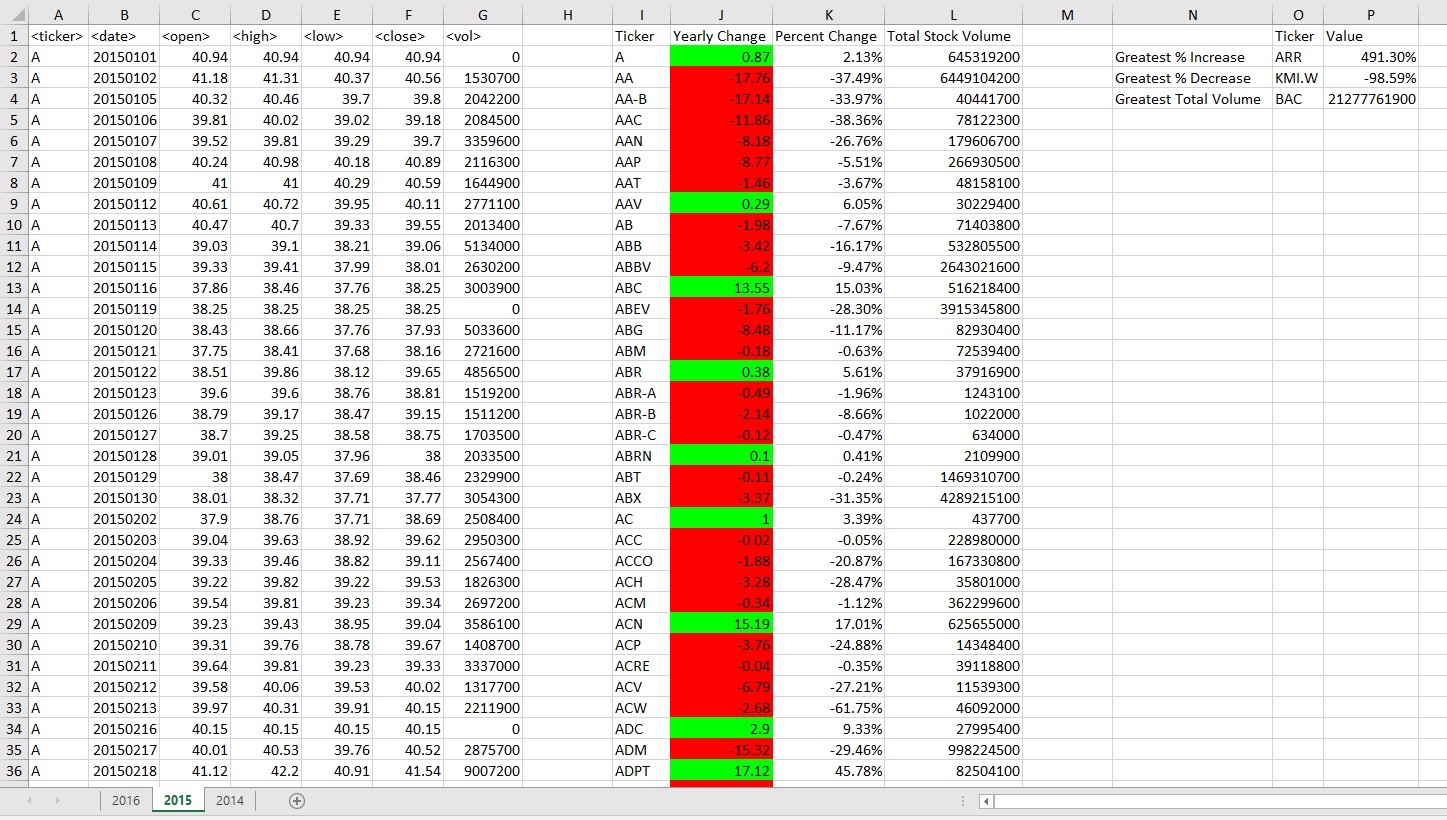 A B C D E F G H I J K L M N O P
1 <ticker> <date> <open> <high> <low> <close> <vol> Ticker Yearly Change Percent Change Total Stock Volume Ticker Value
2 A 20150101 40.94 40.94 40.94 40.94 0 A 0.87 2.13% 645319200 Greatest % Increase ARR 491.30%
3 A 20150102 41.18 41.31 40.37 40.56 1530700 AA -17.76 -37.49% 6449104200 Greatest % Decrease KMI.W -98.59%
4 A 20150105 40.32 40.46 39.7 39.8 2042200 AA-B -17.14 -33.97% 40441700 Greatest Total Volume BAC 21277761900
5 A 20150106 39.81 40.02 39.02 39.18 2084500 AAC -11.86 -38.36% 78122300
6 A 20150107 39.52 39.81 39.29 39.7 3359600 AAN -8.18 -26.76% 179606700
7 A 20150108 40.24 40.98 40.18 40.89 2116300 AAP -8.77 -5.51% 266930500
8 A 20150109 41 41 40.29 40.59 1644900 AAT -1.46 -3.67% 48158100
9 A 20150112 40.61 40.72 39.95 40.11 2771100 AAV 0.29 6.05% 30229400
10 A 20150113 40.47 40.7 39.33 39.55 2013400 AB -1.98 -7.67% 71403800
11 A 20150114 39.03 39.1 38.21 39.06 5134000 ABB -3.42 -16.17% 532805500
12 A 20150115 39.33 39.41 37.99 38.01 2630200 ABBV -6.2 -9.47% 2643021600
13 A 20150116 37.86 38.46 37.76 38.25 3003900 ABC 13.55 15.03% 516218400
14 A 20150119 38.25 38.25 38.25 38.25 0 ABEV -1.76 -28.30% 3915345800
15 A 20150120 38.43 38.66 37.76 37.93 5033600 ABG -8.48 -11.17% 82930400
16 A 20150121 37.75 38.41 37.68 38.16 2721600 ABM -0.18 -0.63% 72539400
17 A 20150122 38.51 39.86 38.12 39.65 4856500 ABR 0.38 5.61% 37916900
18 A 20150123 39.6 39.6 38.76 38.81 1519200 ABR-A -0.49 -1.96% 1243100
19 A 20150126 38.79 39.17 38.47 39.15 1511200 ABR-B -2.14 -8.66% 1022000
20 A 20150127 38.7 39.25 38.58 38.75 1703500 ABR-C -0.12 -0.47% 634000
21 A 20150128 39.01 39.05 37.96 38 2033500 ABRN 0.1 0.41% 2109900
22 A 20150129 38 38.47 37.69 38.46 2329900 ABT -0.11 -0.24% 1469310700
23 A 20150130 38.01 38.32 37.71 37.77 3054300 ABX -3.37 -31.35% 4289215100
24 A 20150202 37.9 38.76 37.71 38.69 2508400 AC 1 3.39% 437700
25 A 20150203 39.04 39.63 38.92 39.62 2950300 ACC -0.02 -0.05% 228980000
26 A 20150204 39.33 39.46 38.82 39.11 2567400 ACCO -1.88 -20.87% 167330800
27 A 20150205 39.22 39.82 39.22 39.53 1826300 ACH -3.28 -28.47% 35801000
28 A 20150206 39.54 39.81 39.23 39.34 2697200 ACM -0.34 -1.12% 362299600
29 A 20150209 39.23 39.43 38.95 39.04 3586100 ACN 15.19 17.01% 625655000
30 A 20150210 39.31 39.76 38.78 39.67 1408700 ACP -3.76 -24.88% 14348400
31 A 20150211 39.64 39.81 39.23 39.33 3337000 ACRE -0.04 -0.35% 39118800
32 A 20150212 39.58 40.06 39.53 40.02 1317700 ACV -6.79 -27.21% 11539300
33 A 20150213 39.97 40.31 39.91 40.15 2211900 ACW -2.68 -61.75% 46092000
34 A 20150216 40.15 40.15 40.15 40.15 0 ADC 2.9 9.33% 27995400
35 A 20150217 40.01 40.53 39.76 40.52 2875700 ADM -15.32 -29.46% 998224500
36 A 20150218 41.12 42.2 40.91 41.54 9007200 ADPT 17.12 45.78% 82504100
2016 2015 2014